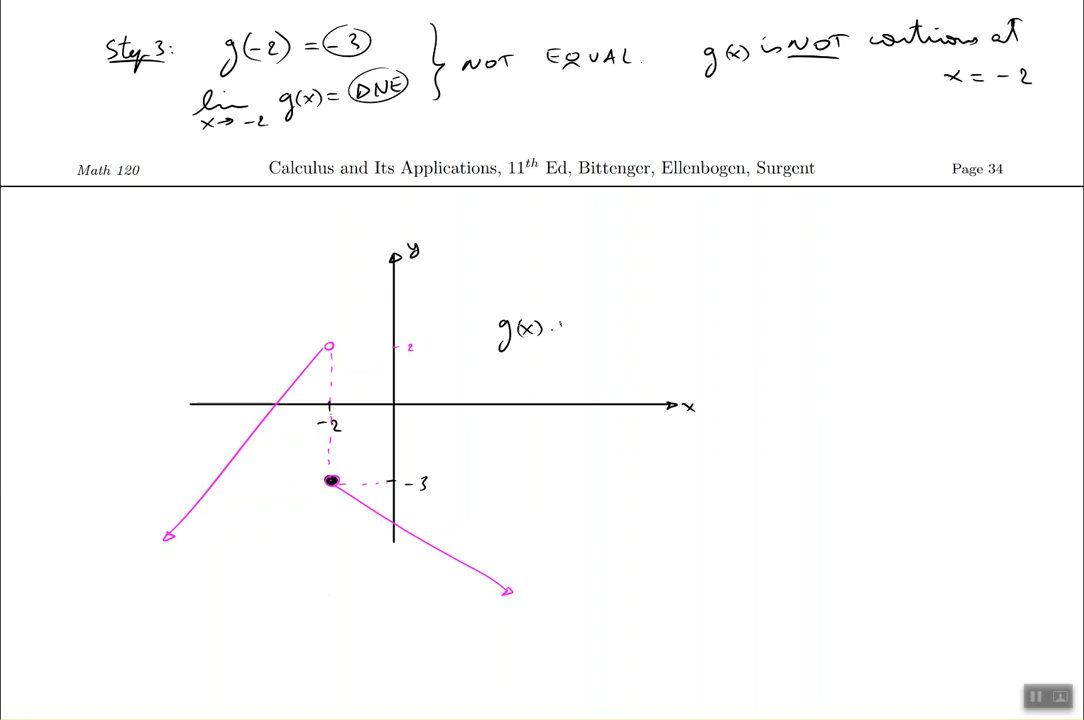 Step 3: g(-2) = -3 } NOT EQUAL. g(x) is NOT continous at
lim x→-2 g(x) = DNE x = -2
Math 120 Calculus and Its Applications, 11th Ed, Bittenger, Ellenbogen, Surgent Page 34
y
g(x)
2
x
-2
-3